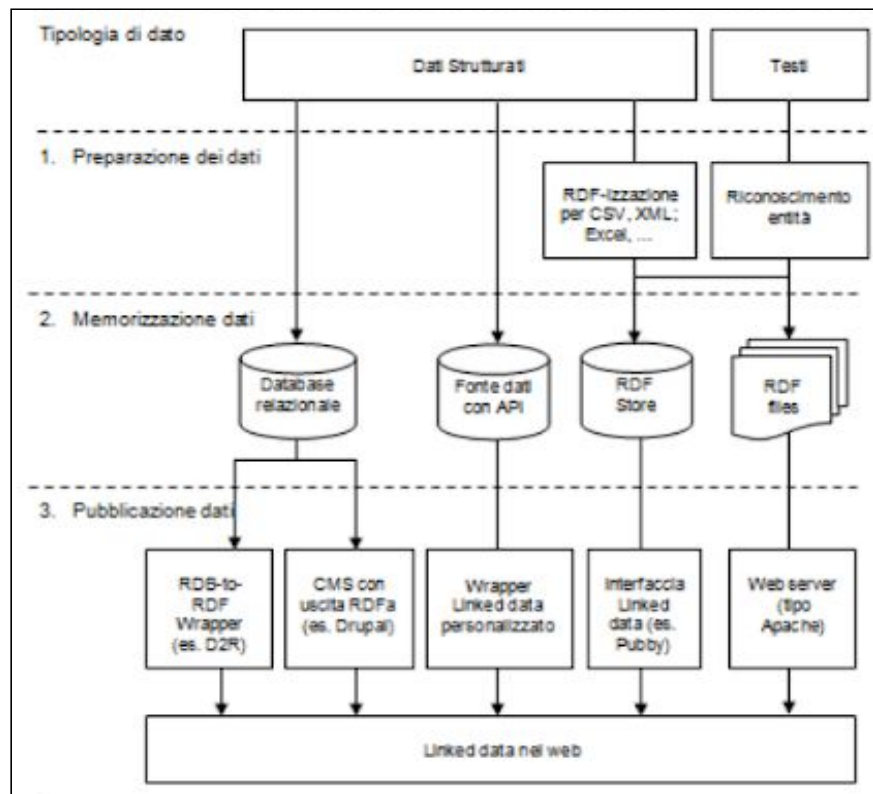 Tipologia di dato
Dati Strutturati
Testi
1. Preparazione dei dati
RDF-izzazione
per CSV, XML;
Excel, ...
Riconoscimento
entità
2. Memorizzazione dati
Database
relazionale
Fonte dati
con API
RDF
Store
RDF
files
3. Pubblicazione dati
RDB-to-
RDF
Wrapper
(es. D2R)
CMS con
uscita RDFa
(es. Drupal)
Wrapper
Linked data
personalizzato
Interfaccia
Linked
data (es.
Pubby)
Web server
(tipo
Apache)
Linked data nel web